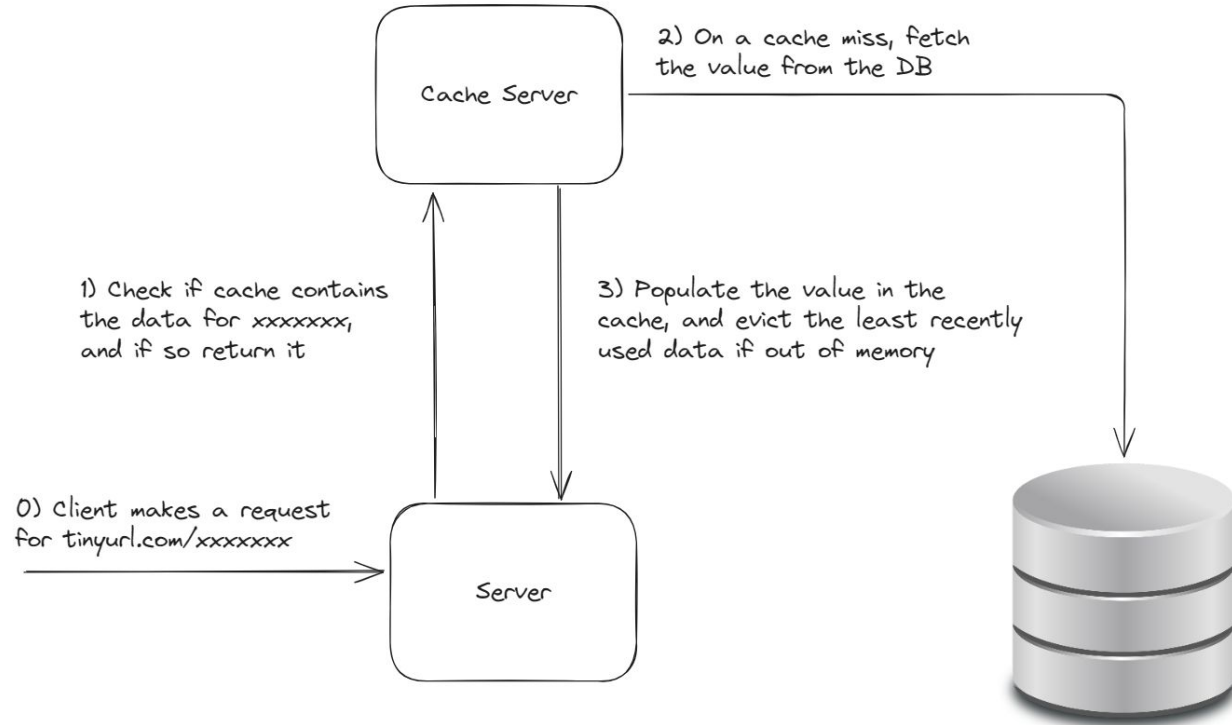 2) On a cache miss, fetch
the value from the DB
Cache Server
1) Check if cache contains
the data for xxxxxxx,
and if so return it
3) Populate the value in the
cache, and evict the least recently
used data if out of memory
0) Client makes a request
for tinyurl.com/xxxxxxx
Server